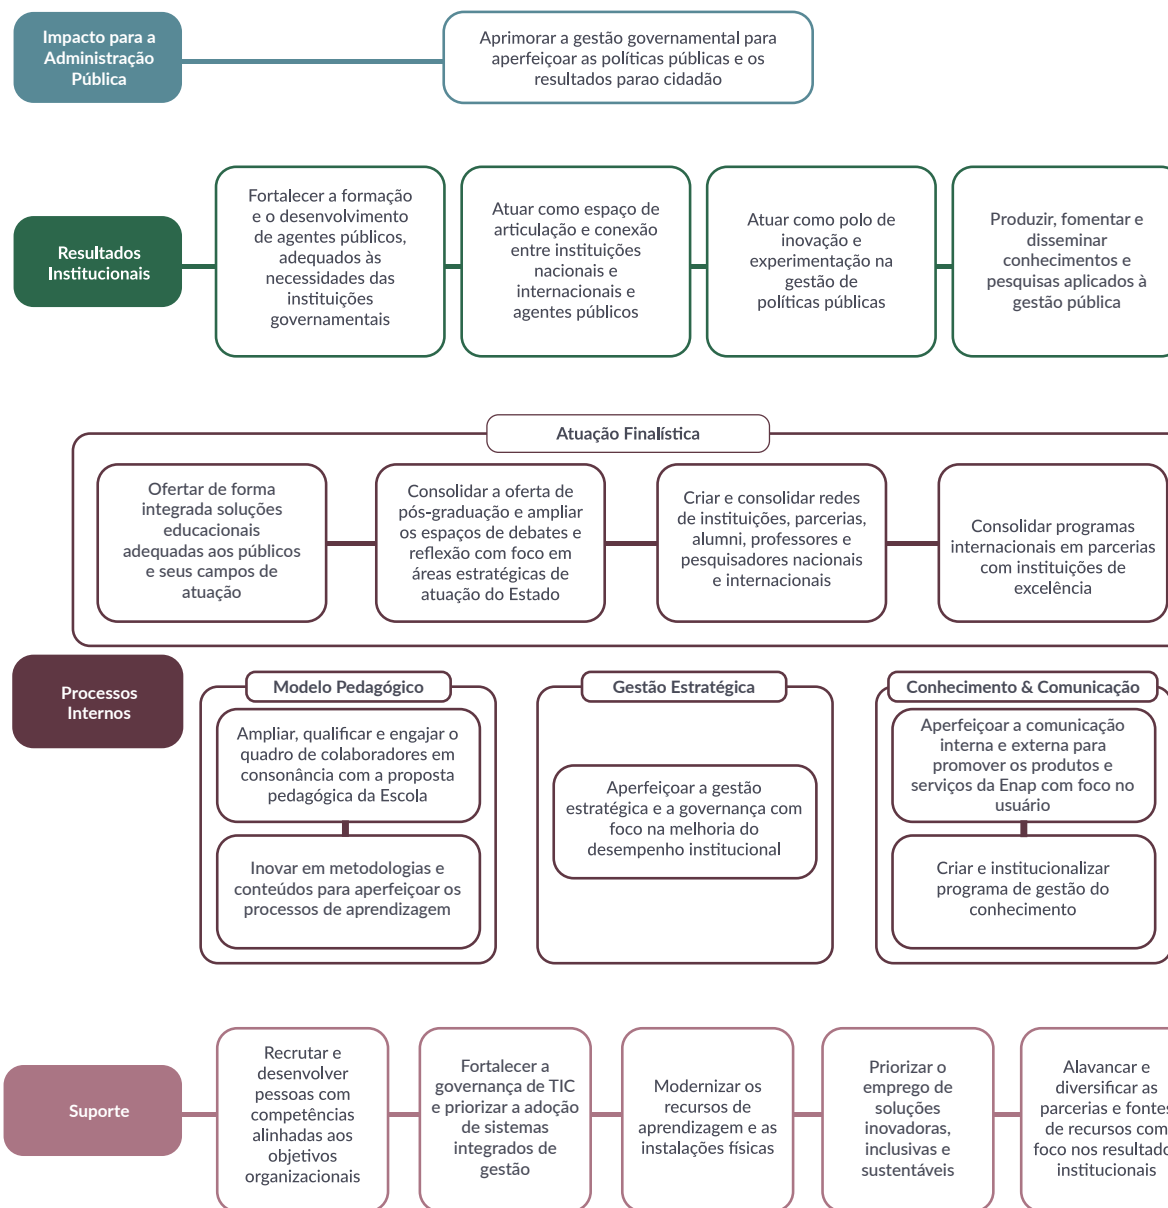 Impacto para a
Administração
Pública
Aprimorar a gestão governamental para
aperfeiçoar as políticas públicas e os
resultados parao cidadão
Resultados
Institucionais
Fortalecer a formação
e o desenvolvimento
de agentes públicos,
adequados às
necessidades das
instituições
governamentais
Atuar como espaço de
articulação e conexão
entre instituições
nacionais e
internacionais e
agentes públicos
Atuar como polo de
inovação e
experimentação na
gestão de
políticas públicas
Produzir, fomentar e
disseminar
conhecimentos e
pesquisas aplicados à
gestão pública
Atuação Finalística
Ofertar de forma
integrada soluções
educacionais
adequadas aos públicos
e seus campos de
atuação
Consolidar a oferta de
pós-graduação e ampliar
os espaços de debates e
reflexão com foco em
áreas estratégicas de
atuação do Estado
Criar e consolidar redes
de instituições, parcerias,
alumni, professores e
pesquisadores nacionais
e internacionais
Consolidar programas
internacionais em parcerias
com instituições de
excelência
Processos
Internos
Modelo Pedagógico
Ampliar, qualificar e engajar o
quadro de colaboradores em
consonância com a proposta
pedagógica da Escola
Inovar em metodologias e
conteúdos para aperfeiçoar os
processos de aprendizagem
Gestão Estratégica
Aperfeiçoar a gestão
estratégica e a governança com
foco na melhoria do
desempenho institucional
Conhecimento & Comunicação
Aperfeiçoar a comunicação
interna e externa para
promover os produtos e
serviços da Enap com foco no
usuário
Criar e institucionalizar
programa de gestão do
conhecimento
Suporte
Recrutar e
desenvolver
pessoas com
competências
alinhadas aos
objetivos
organizacionais
Fortalecer a
governança de TIC
e priorizar a adoção
de sistemas
integrados de
gestão
Modernizar os
recursos de
aprendizagem e as
instalações físicas
Priorizar o
emprego de
soluções
inovadoras,
inclusivas e
sustentáveis
Alavancar e
diversificar as
parcerias e fontes
de recursos com
foco nos resultado
institucionais